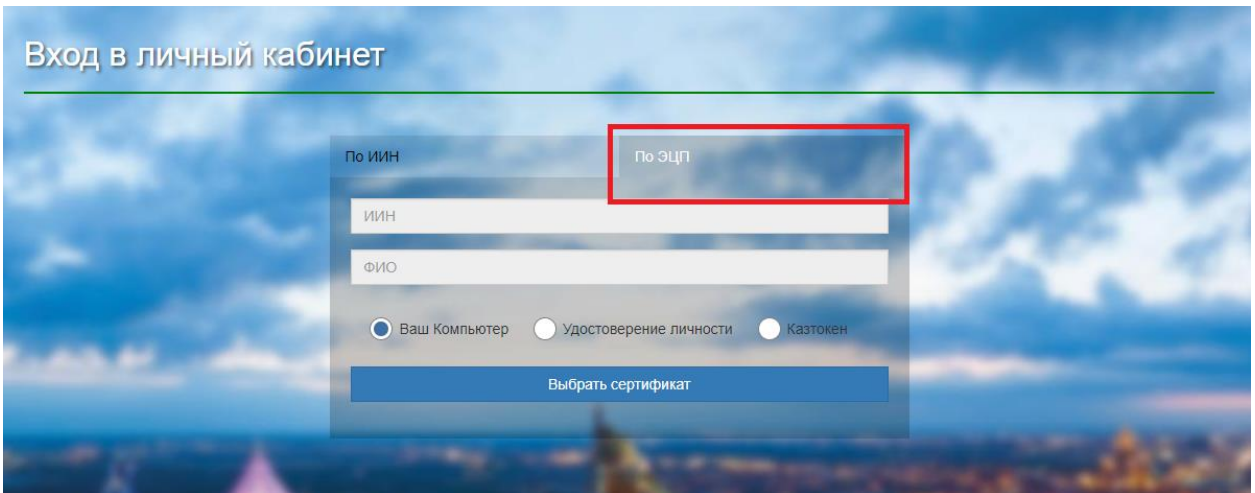 Вход в личный кабинет
По ИИН По ЭЦП
ИИН
ФИО
Ваш Компьютер Удостоверение личности Казтокен
Выбрать сертификат